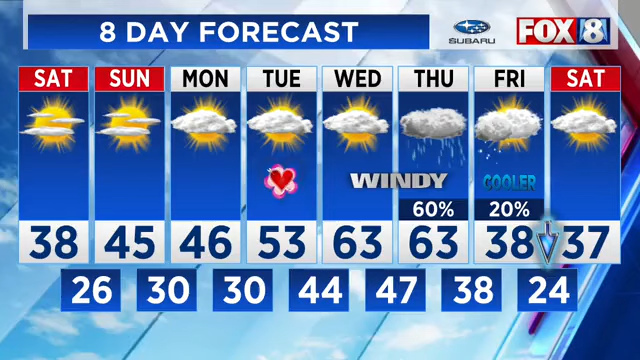 8 DAY FORECAST
SUBARU
FOX 8
SAT SUN MON TUE WED THU FRI SAT
WINDY COOLER
60% 20%
38 45 46 53 63 63 38 37
26 30 30 44 47 38 24